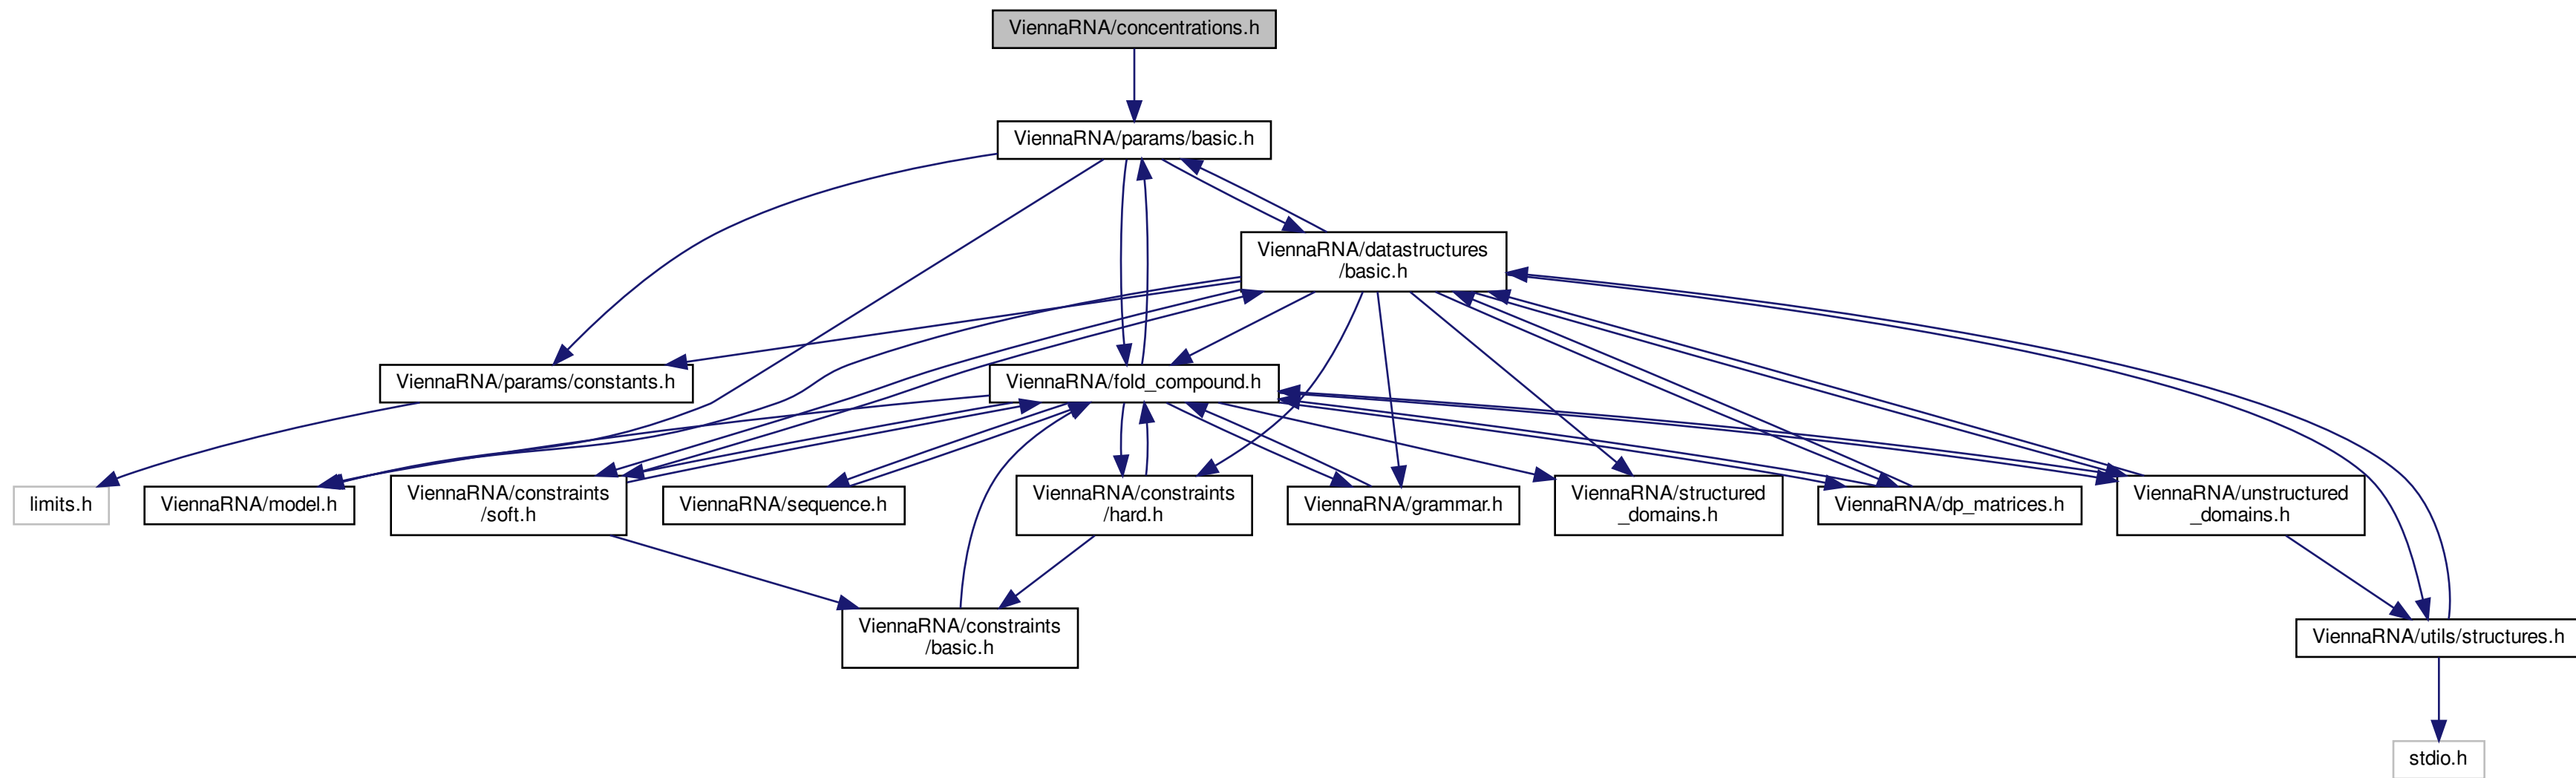 ViennaRNA/concentrations.h
ViennaRNA/params/basic.h
ViennaRNA/datastructures
/basic.h
ViennaRNA/params/constants.h
ViennaRNA/fold_compound.h
limits.h
ViennaRNA/model.h
ViennaRNA/constraints
/soft.h
ViennaRNA/sequence.h
ViennaRNA/constraints
/hard.h
ViennaRNA/grammar.h
ViennaRNA/structured
_domains.h
ViennaRNA/dp_matrices.h
ViennaRNA/unstructured
_domains.h
ViennaRNA/constraints
/basic.h
ViennaRNA/utils/structures.h
stdio.h